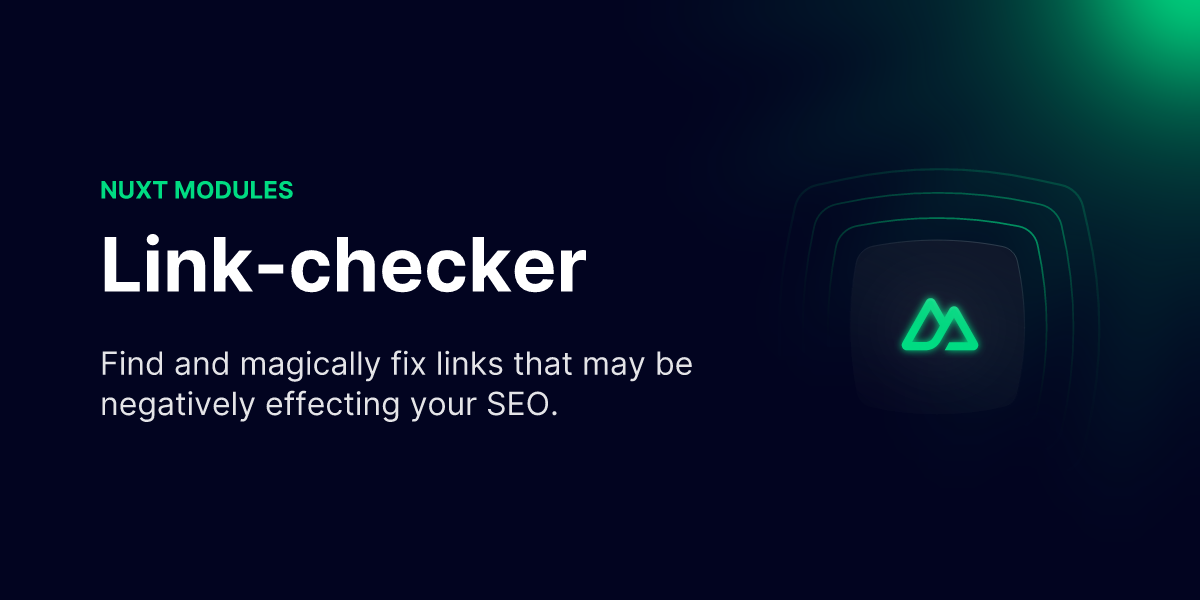 NUXT MODULES
Link-checker
Find and magically fix links that may be
negatively effecting your SEO.